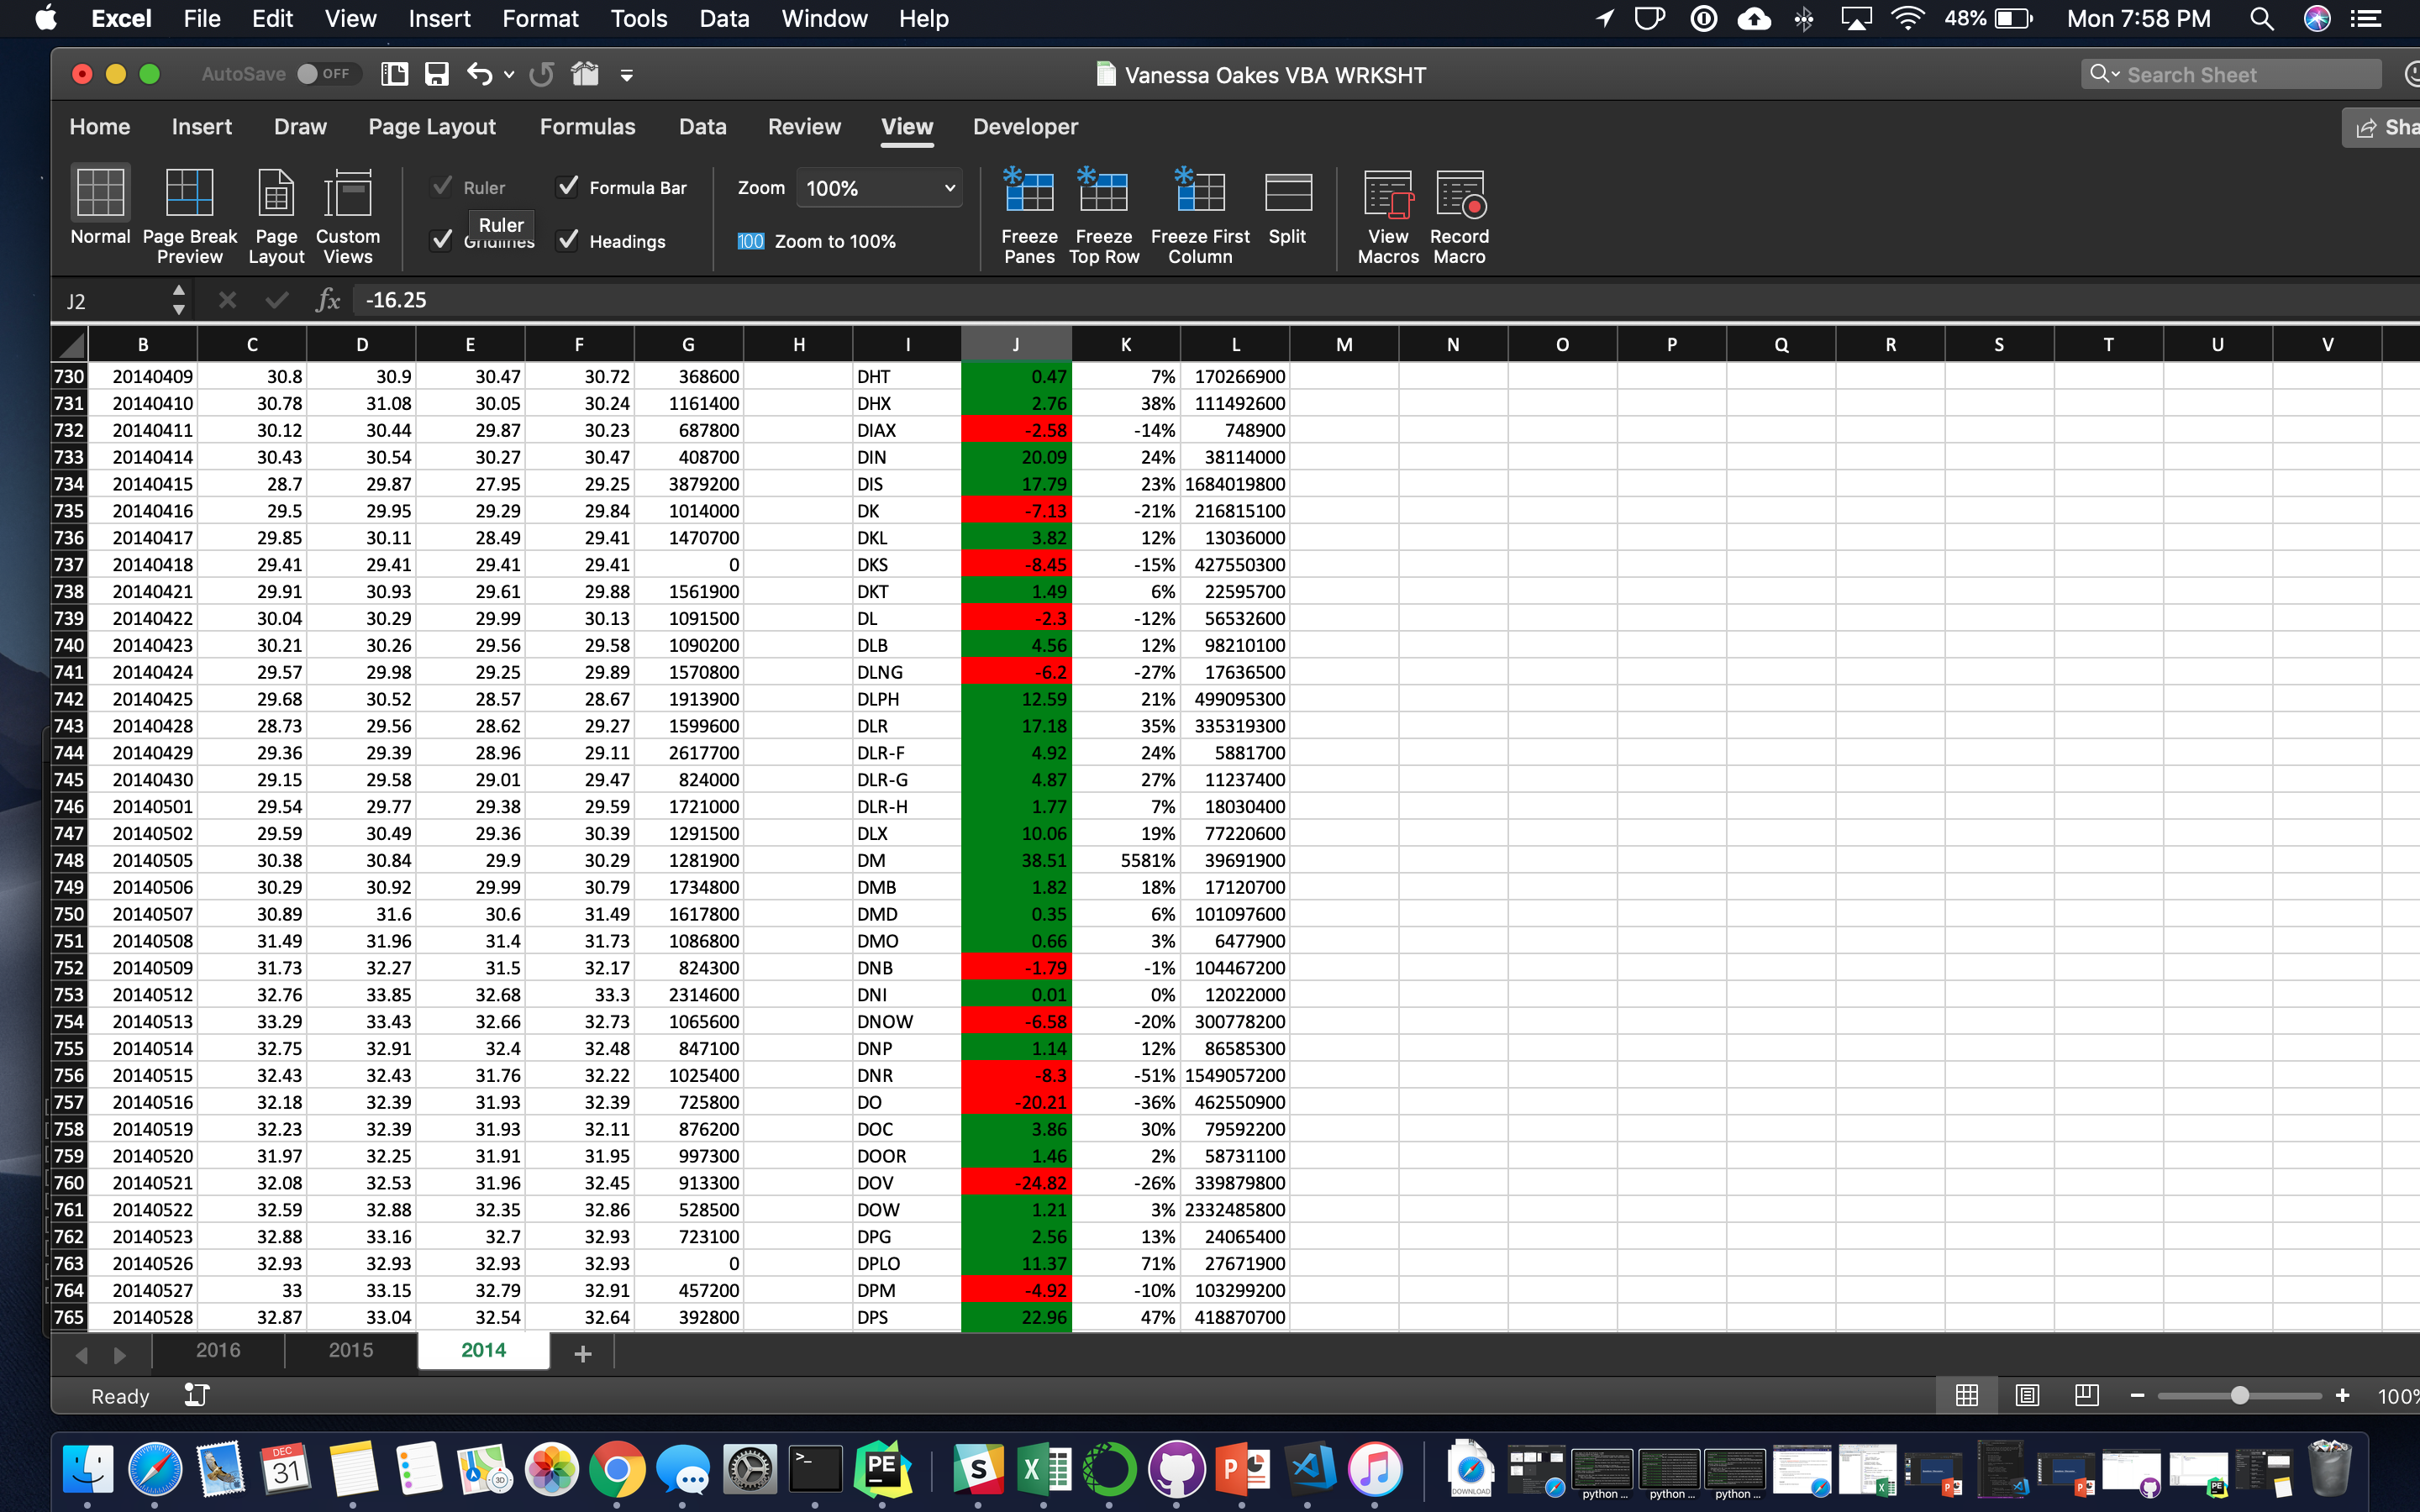 Excel File Edit View Insert Format Tools Data Window Help 48% Mon 7:58 PM
AutoSave OFF Vanessa Oakes VBA WRKSHT Search Sheet
Home Insert Draw Page Layout Formulas Data Review View Developer
Ruler Formula Bar Zoom 100%
Ruler
Gridlines Headings 100 Zoom to 100%
Normal Page Break Preview Page Layout Custom Views Freeze Panes Freeze Top Row Freeze First Column Split View Macros Record Macro
J2 fx -16.25
B C D E F G H I J K L M N O P Q R S T U V
730 20140409 30.8 30.9 30.47 30.72 368600 DHT 0.47 7% 170266900
731 20140410 30.78 31.08 30.05 30.24 1161400 DHX 2.76 38% 111492600
732 20140411 30.12 30.44 29.87 30.23 687800 DIAX -2.58 -14% 748900
733 20140414 30.43 30.54 30.27 30.47 408700 DIN 20.09 24% 38114000
734 20140415 28.7 29.87 27.95 29.25 3879200 DIS 17.79 23% 1684019800
735 20140416 29.5 29.95 29.29 29.84 1014000 DK -7.13 -21% 216815100
736 20140417 29.85 30.11 28.49 29.41 1470700 DKL 3.82 12% 13036000
737 20140418 29.41 29.41 29.41 29.41 0 DKS -8.45 -15% 427550300
738 20140421 29.91 30.93 29.61 29.88 1561900 DKT 1.49 6% 22595700
739 20140422 30.04 30.29 29.99 30.13 1091500 DL -2.3 -12% 56532600
740 20140423 30.21 30.26 29.56 29.58 1090200 DLB 4.56 12% 98210100
741 20140424 29.57 29.98 29.25 29.89 1570800 DLNG -6.2 -27% 17636500
742 20140425 29.68 30.52 28.57 28.67 1913900 DLPH 12.59 21% 499095300
743 20140428 28.73 29.56 28.62 29.27 1599600 DLR 17.18 35% 335319300
744 20140429 29.36 29.39 28.96 29.11 2617700 DLR-F 4.92 24% 5881700
745 20140430 29.15 29.58 29.01 29.47 824000 DLR-G 4.87 27% 11237400
746 20140501 29.54 29.77 29.38 29.59 1721000 DLR-H 1.77 7% 18030400
747 20140502 29.59 30.49 29.36 30.39 1291500 DLX 10.06 19% 77220600
748 20140505 30.38 30.84 29.9 30.29 1281900 DM 38.51 5581% 39691900
749 20140506 30.29 30.92 29.99 30.79 1734800 DMB 1.82 18% 17120700
750 20140507 30.89 31.6 30.6 31.49 1617800 DMD 0.35 6% 101097600
751 20140508 31.49 31.96 31.4 31.73 1086800 DMO 0.66 3% 6477900
752 20140509 31.73 32.27 31.5 32.17 824300 DNB -1.79 -1% 104467200
753 20140512 32.76 33.85 32.68 33.3 2314600 DNI 0.01 0% 12022000
754 20140513 33.29 33.43 32.66 32.73 1065600 DNOW -6.58 -20% 300778200
755 20140514 32.75 32.91 32.4 32.48 847100 DNP 1.14 12% 86585300
756 20140515 32.43 32.43 31.76 32.22 1025400 DNR -8.3 -51% 1549057200
757 20140516 32.18 32.39 31.93 32.39 725800 DO -20.21 -36% 462550900
758 20140519 32.23 32.39 31.93 32.11 876200 DOC 3.86 30% 79592200
759 20140520 31.97 32.25 31.91 31.95 997300 DOOR 1.46 2% 58731100
760 20140521 32.08 32.53 31.96 32.45 913300 DOV -24.82 -26% 339879800
761 20140522 32.59 32.88 32.35 32.86 528500 DOW 1.21 3% 2332485800
762 20140523 32.88 33.16 32.7 32.93 723100 DPG 2.56 13% 24065400
763 20140526 32.93 32.93 32.93 32.93 0 DPLO 11.37 71% 27671900
764 20140527 33 33.15 32.79 32.91 457200 DPM -4.92 -10% 103299200
765 20140528 32.87 33.04 32.54 32.64 392800 DPS 22.96 47% 418870700
2016 2015 2014
Ready 100%
DEC 31 3D PE S X P DOWNLOAD python ... python ... python ...